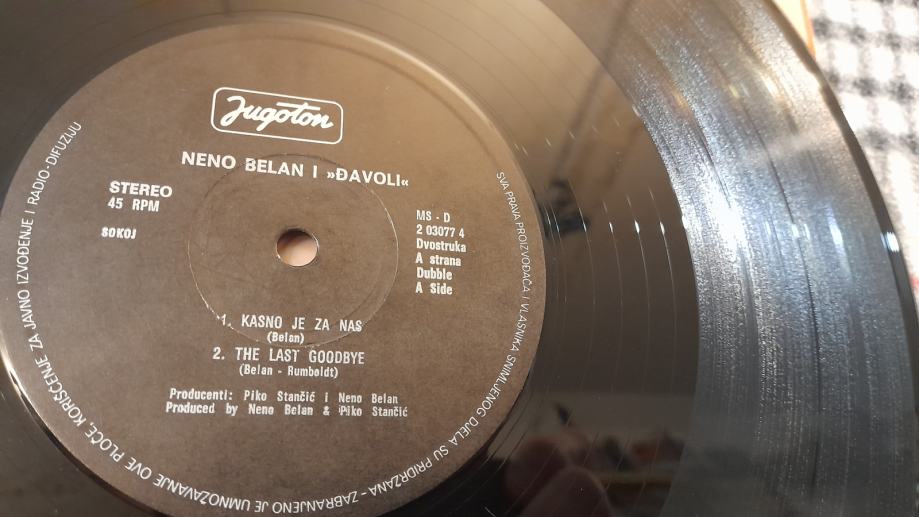 Jugoton
NENO BELAN I »ĐAVOLI«
STEREO
45 RPM
SOKOJ
MS - D
2 03077 4
Dvostruka
A strana
Dubble
A Side
1. KASNO JE ZA NAS
(Belan)
2. THE LAST GOODBYE
(Belan - Rumboldt)
Producenti: Piko Stančić i Neno Belan
Produced by Neno Belan & Piko Stančić
SVA PRAVA PROIZVOĐAČA I VLASNIKA SNIMLJENOG DJELA SU PRIDRŽANA - ZABRANJENO JE UMNOŽAVANJE OVE PLOČE, KORIŠĆENJE ZA JAVNO IZVOĐENJE I RADIO-DIFUZIJU